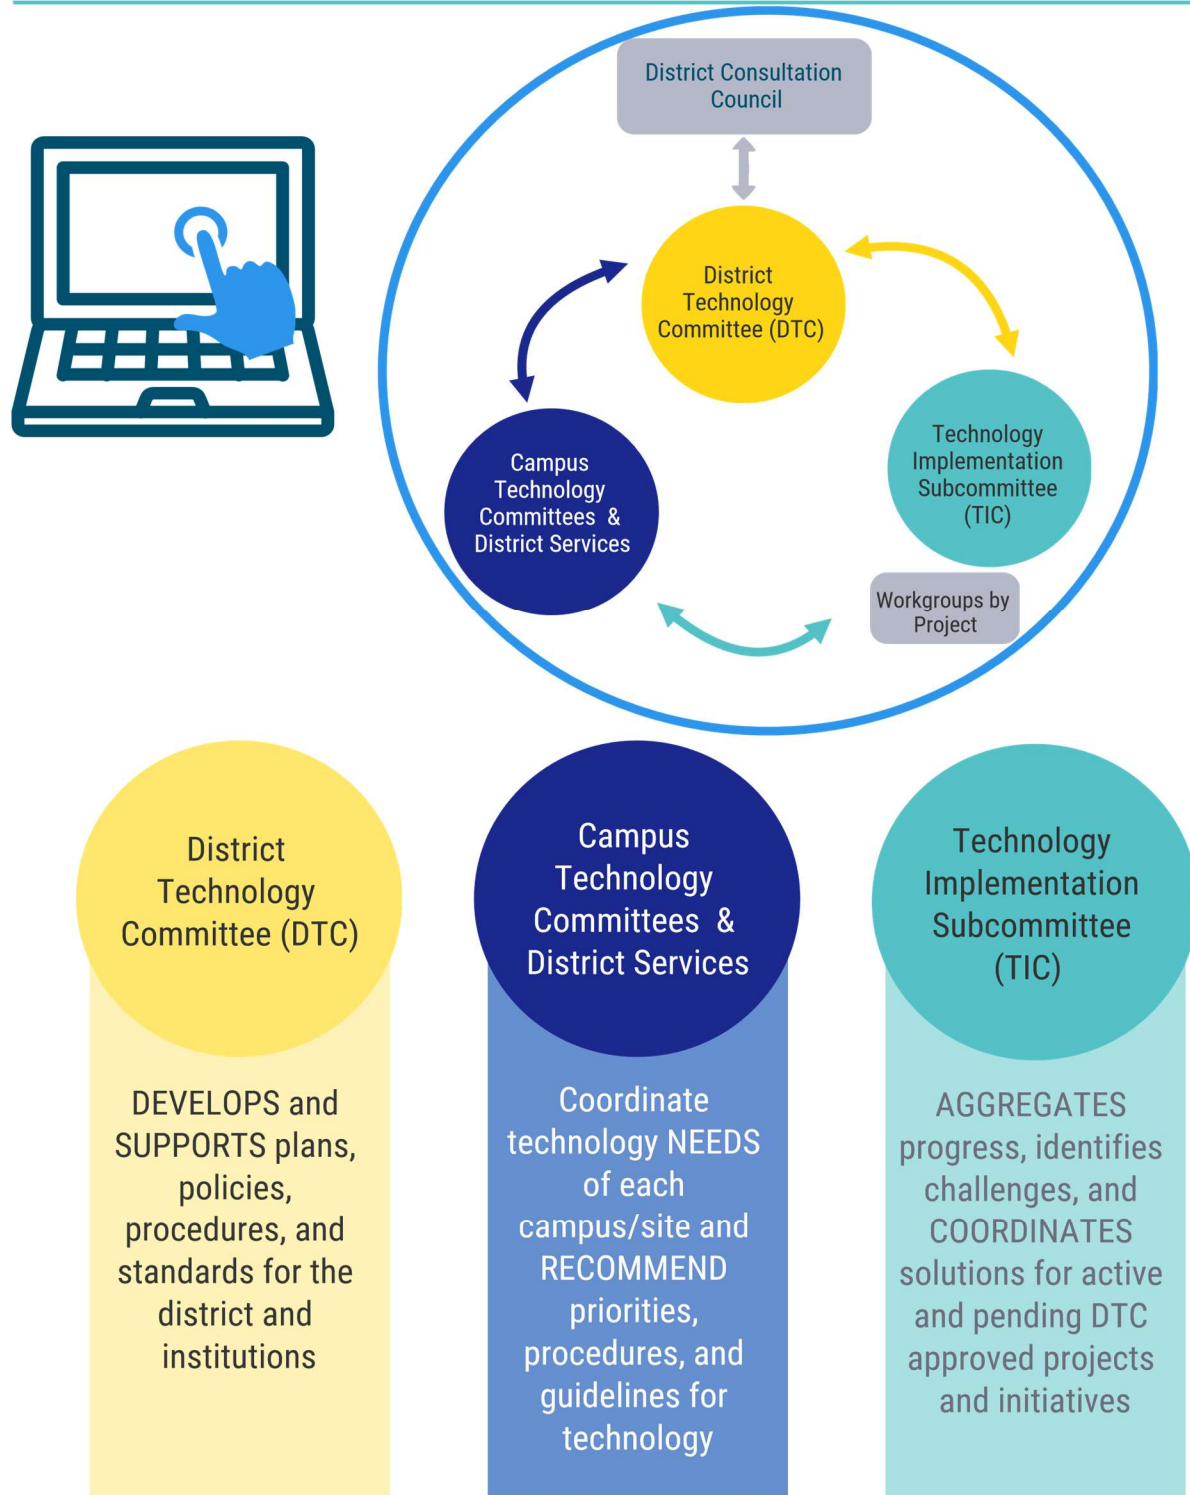 District Consultation
Council
District
Technology
Committee (DTC)
Campus
Technology
Committees &
District Services
Technology
Implementation
Subcommittee
(TIC)
Workgroups by
Project
District
Technology
Committee (DTC)
DEVELOPS and
SUPPORTS plans,
policies,
procedures, and
standards for the
district and
institutions
Campus
Technology
Committees &
District Services
Coordinate
technology NEEDS
of each
campus/site and
RECOMMEND
priorities,
procedures, and
guidelines for
technology
Technology
Implementation
Subcommittee
(TIC)
AGGREGATES
progress, identifies
challenges, and
COORDINATES
solutions for active
and pending DTC
approved projects
and initiatives